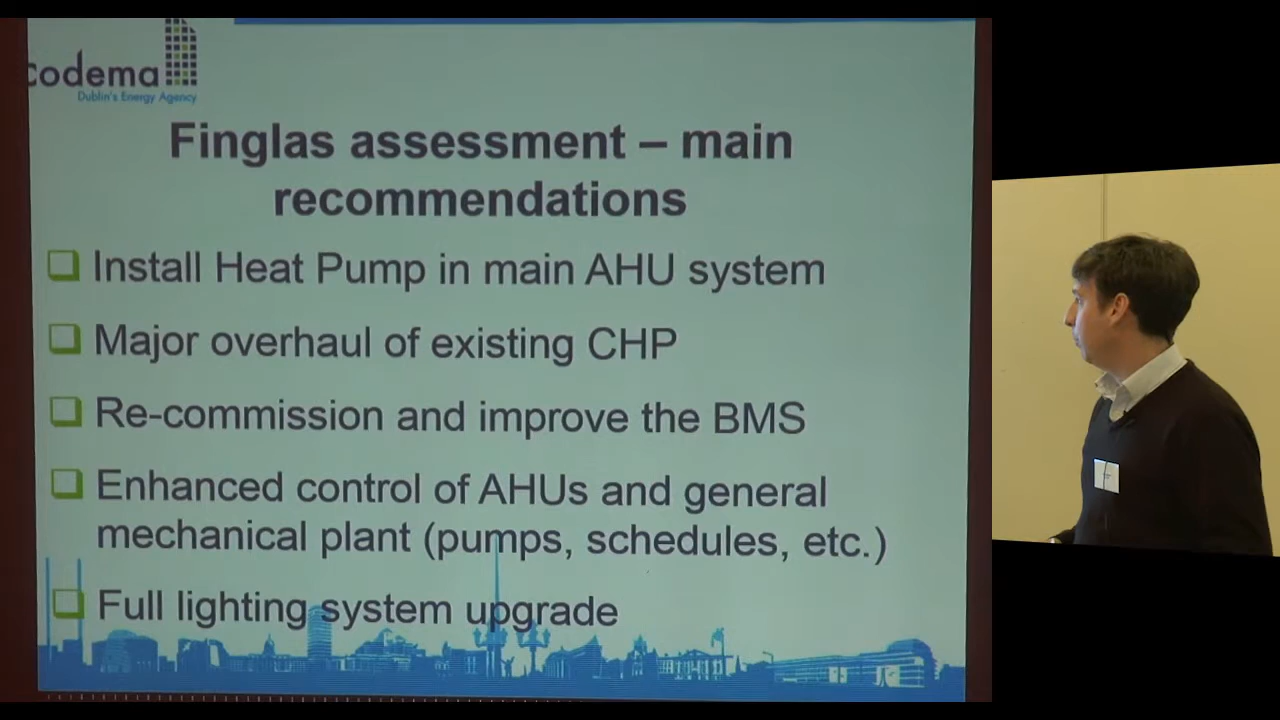 codema
Dublin's Energy Agency
Finglas assessment – main
recommendations
Install Heat Pump in main AHU system
Major overhaul of existing CHP
Re-commission and improve the BMS
Enhanced control of AHUs and general
mechanical plant (pumps, schedules, etc.)
Full lighting system upgrade